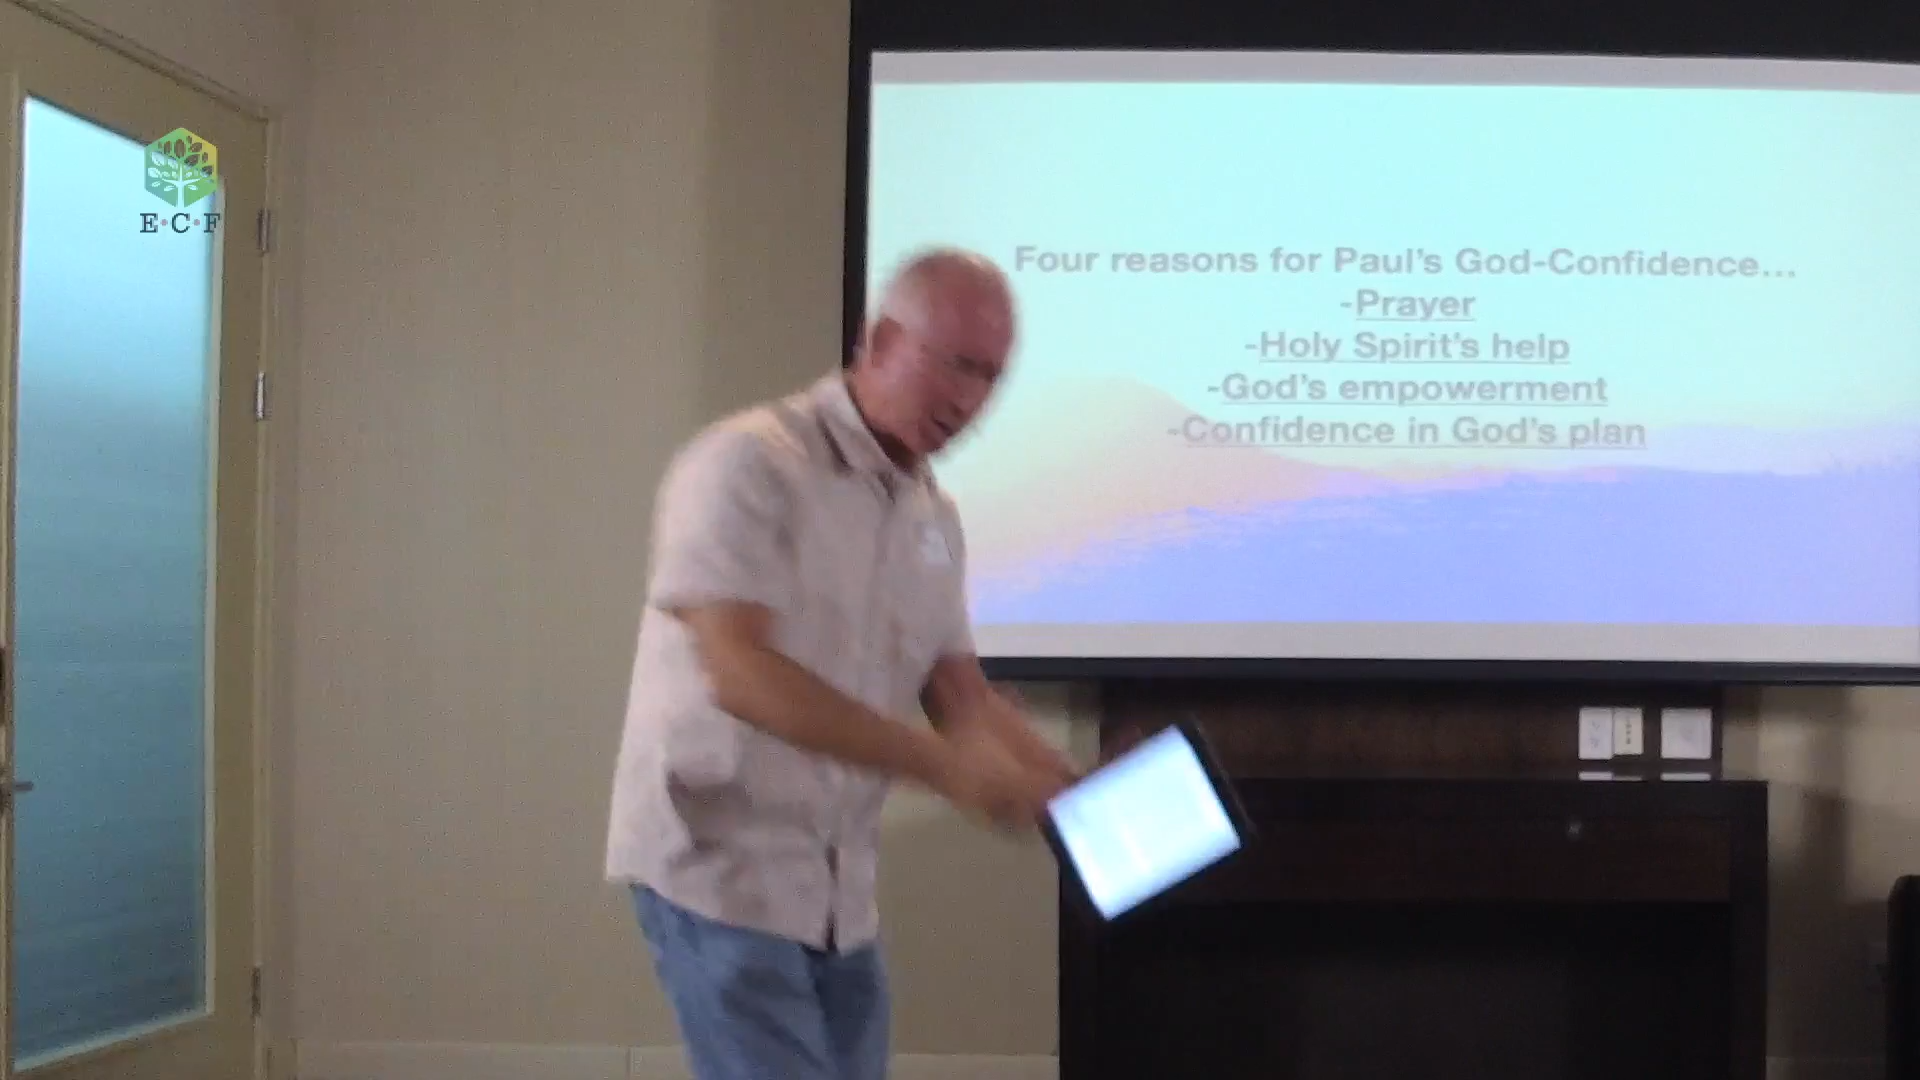 E·C·F
Four reasons for Paul's God-Confidence...
-Prayer
-Holy Spirit's help
-God's empowerment
-Confidence in God's plan